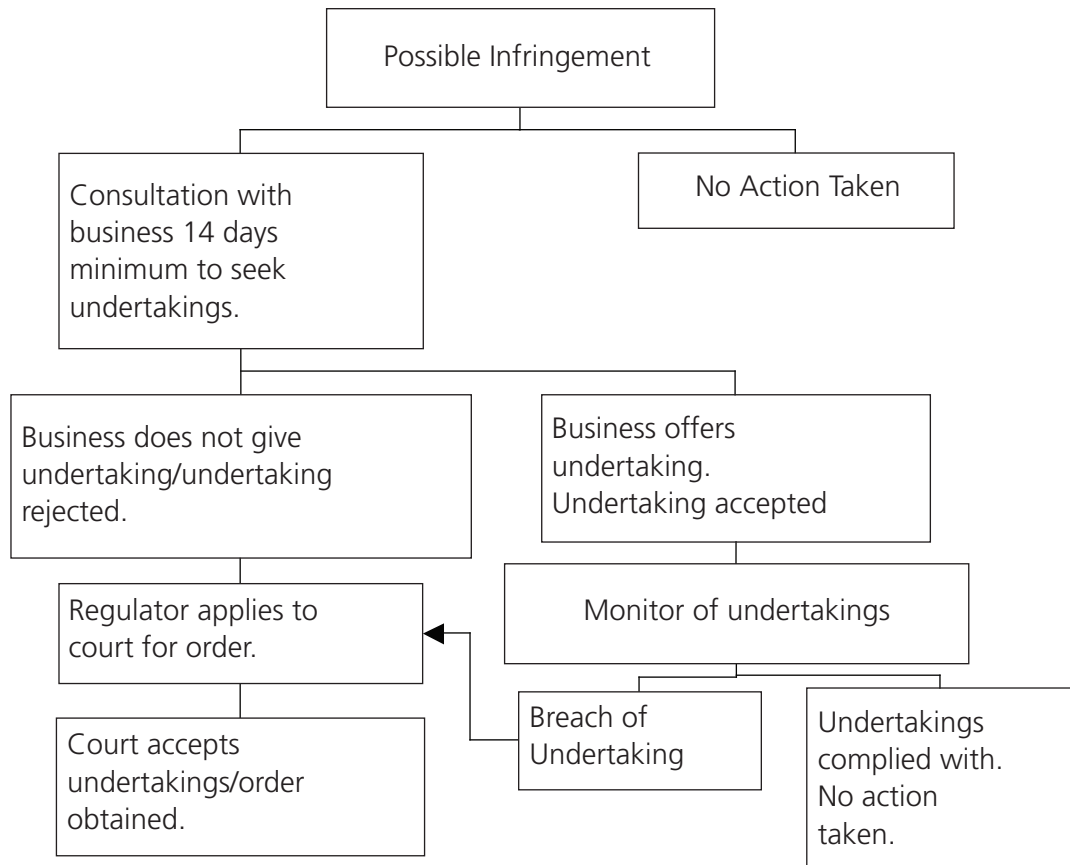 Possible Infringement
Consultation with
business 14 days
minimum to seek
undertakings.
No Action Taken
Business does not give
undertaking/undertaking
rejected.
Business offers
undertaking.
Undertaking accepted
Regulator applies to
court for order.
Monitor of undertakings
Court accepts
undertakings/order
obtained.
Breach of
Undertaking
Undertakings
complied with.
No action
taken.